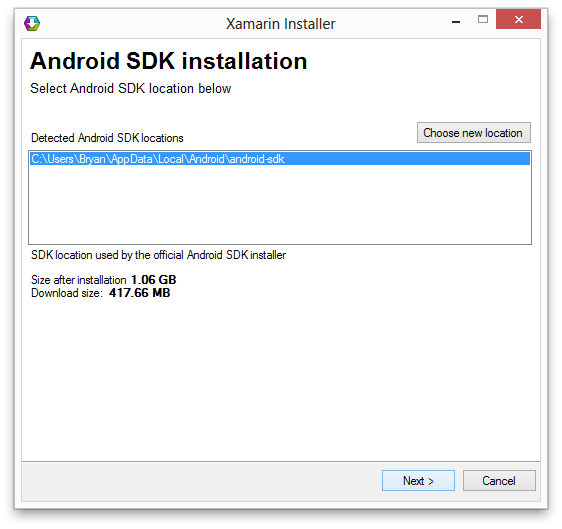 Xamarin Installer
Android SDK installation
Select Android SDK location below
Choose new location
Detected Android SDK locations
C:\Users\Bryan\AppData\Local\Android\android-sdk
SDK location used by the official Android SDK installer
Size after installation 1.06 GB
Download size: 417.66 MB
Next >
Cancel